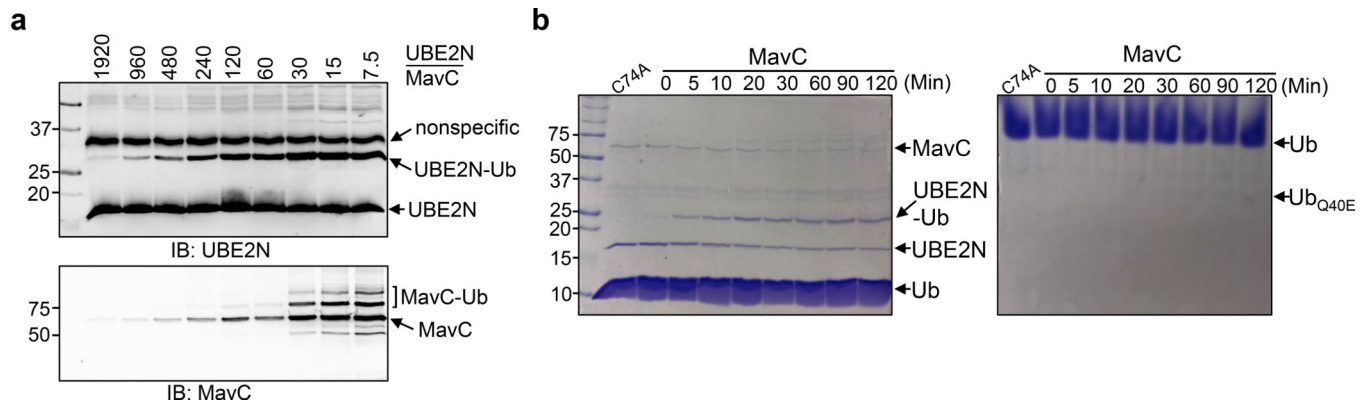 a
1920 960 480 240 120 60 30 15 7.5
UBE2N
MavC
37
25
20
nonspecific
UBE2N-Ub
UBE2N
IB: UBE2N
75
50
MavC-Ub
MavC
IB: MavC
b
MavC
C74A 0 5 10 20 30 60 90 120 (Min)
75
50
37
25
20
15
10
MavC
UBE2N
-Ub
UBE2N
Ub
MavC
C74A 0 5 10 20 30 60 90 120 (Min)
Ub
UbQ40E